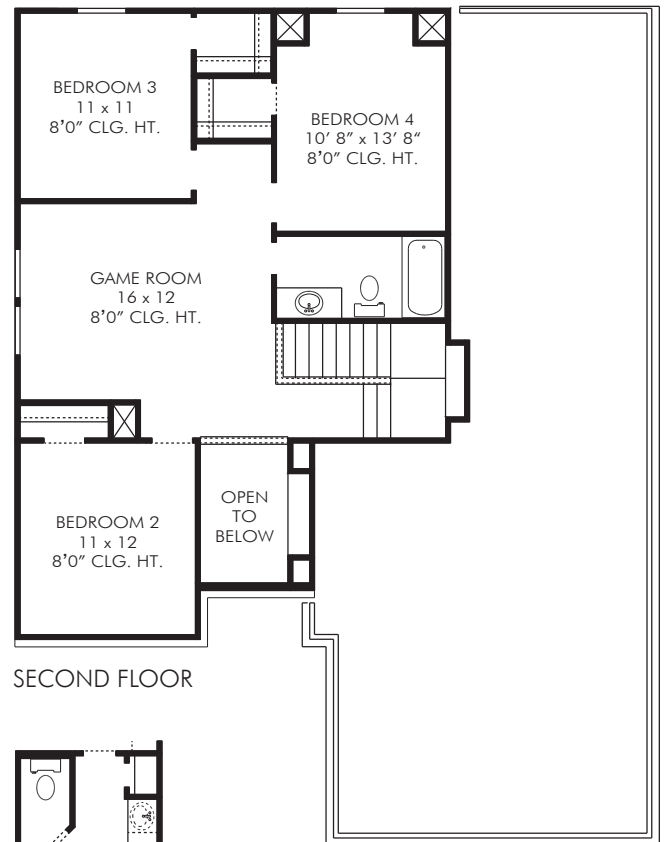 BEDROOM 3
11 x 11
8'0" CLG. HT.
BEDROOM 4
10' 8" x 13' 8"
8'0" CLG. HT.
GAME ROOM
16 x 12
8'0" CLG. HT.
BEDROOM 2
11 x 12
8'0" CLG. HT.
OPEN
TO
BELOW
SECOND FLOOR